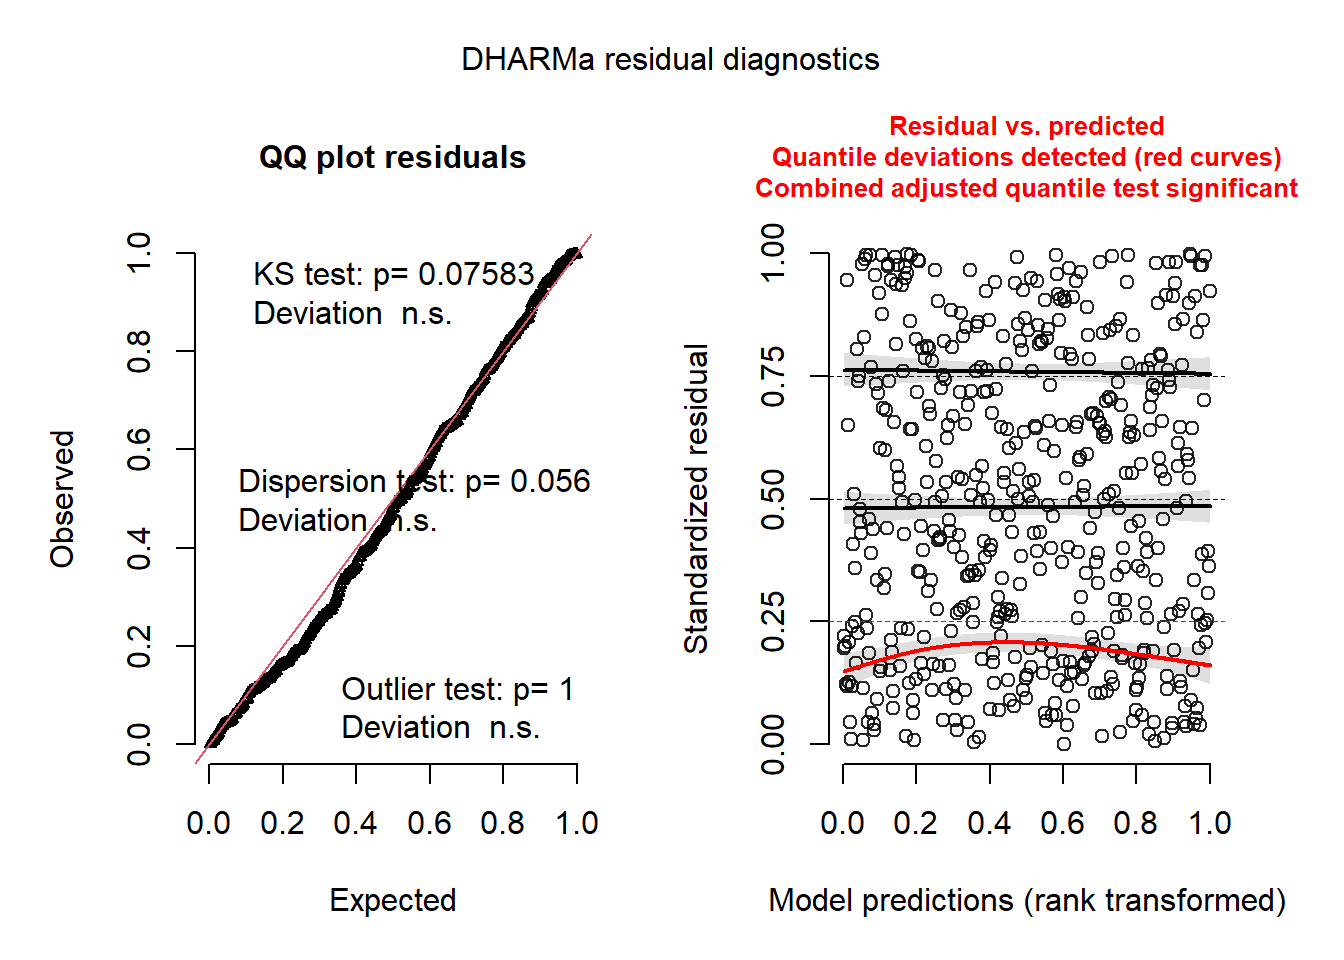 DHARMa residual diagnostics
QQ plot residuals
KS test: p= 0.07583
Deviation  n.s.
Dispersion test: p= 0.056
Deviation  n.s.
Outlier test: p= 1
Deviation  n.s.
Observed
0.0 0.2 0.4 0.6 0.8 1.0
0.0 0.2 0.4 0.6 0.8 1.0
Expected
Residual vs. predicted
Quantile deviations detected (red curves)
Combined adjusted quantile test significant
Standardized residual
0.00 0.25 0.50 0.75 1.00
0.0 0.2 0.4 0.6 0.8 1.0
Model predictions (rank transformed)